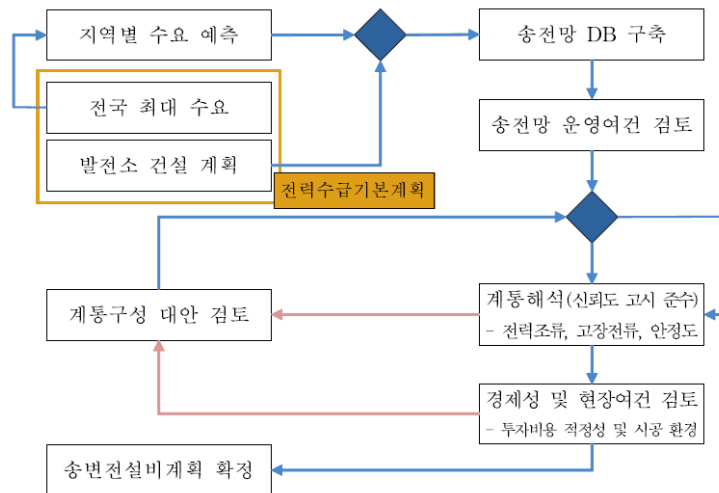 지역별 수요 예측
송전망 DB 구축
전국 최대 수요
송전망 운영여건 검토
발전소 건설 계획
전력수급기본계획
계통구성 대안 검토
계통해석(신뢰도 고시 준수)
- 전력조류, 고장전류, 안정도
경제성 및 현장여건 검토
- 투자비용 적정성 및 시공 환경
송변전설비계획 확정